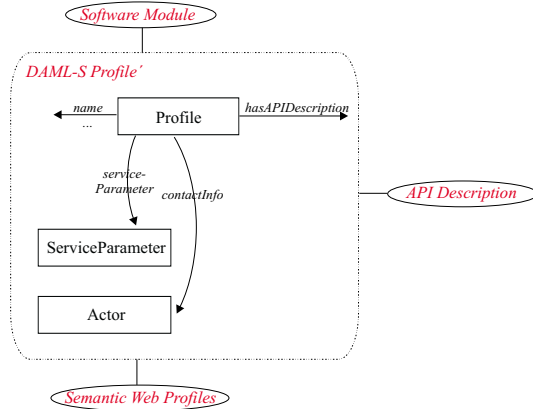 Software Module
DAML-S Profile´
name
...
Profile
hasAPIDescription
service-
Parameter
contactInfo
API Description
ServiceParameter
Actor
Semantic Web Profiles